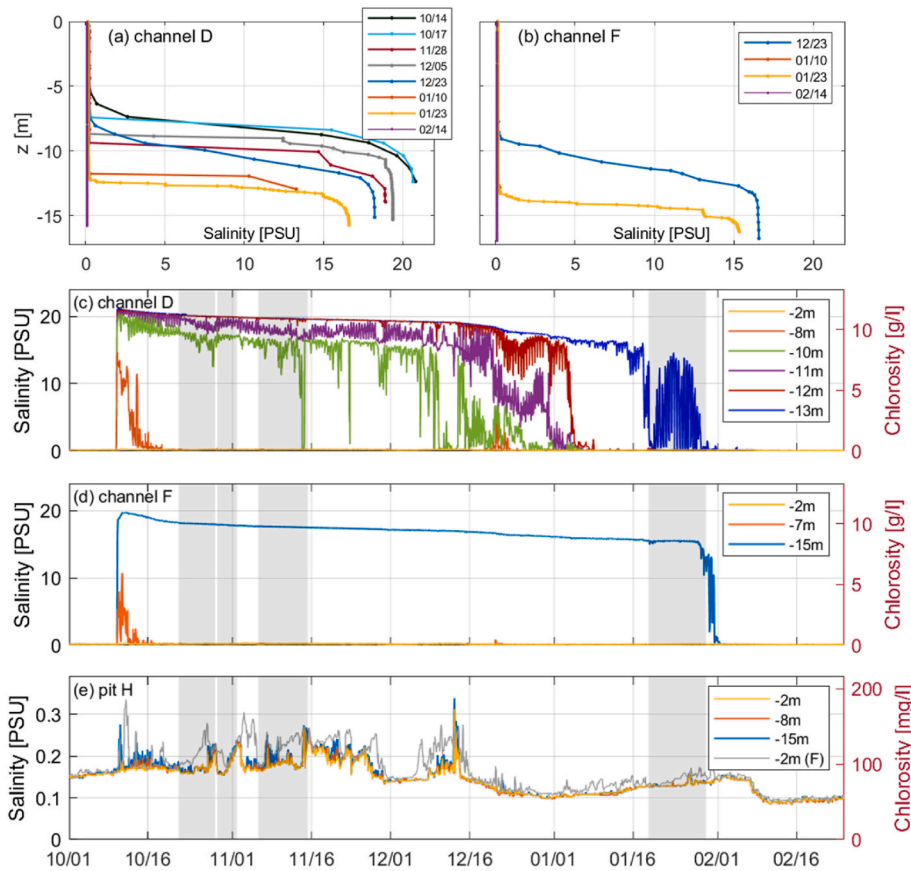 (a) channel D
10/14
10/17
11/28
12/05
12/23
01/10
01/23
02/14
0
-5
-10
-15
z [m]
Salinity [PSU]
0 5 10 15 20
(b) channel F
12/23
01/10
01/23
02/14
Salinity [PSU]
0 5 10 15 20
(c) channel D
-2m
-8m
-10m
-11m
-12m
-13m
20
10
0
Salinity [PSU]
10
5
0
Chlorosity [g/l]
(d) channel F
-2m
-7m
-15m
20
10
0
Salinity [PSU]
10
5
0
Chlorosity [g/l]
(e) pit H
-2m
-8m
-15m
-2m (F)
0.3
0.2
0.1
0
Salinity [PSU]
200
100
0
Chlorosity [mg/l]
10/01 10/16 11/01 11/16 12/01 12/16 01/01 01/16 02/01 02/16